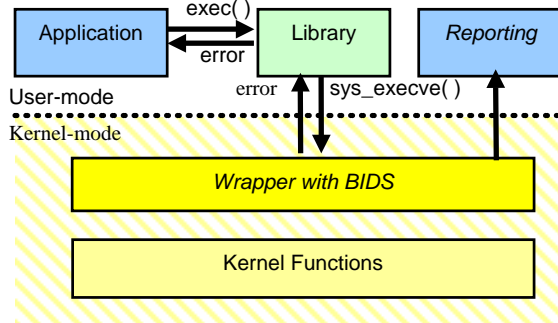 exec( )
Application
Library
Reporting
error
error
sys_execve( )
User-mode
Kernel-mode
Wrapper with BIDS
Kernel Functions